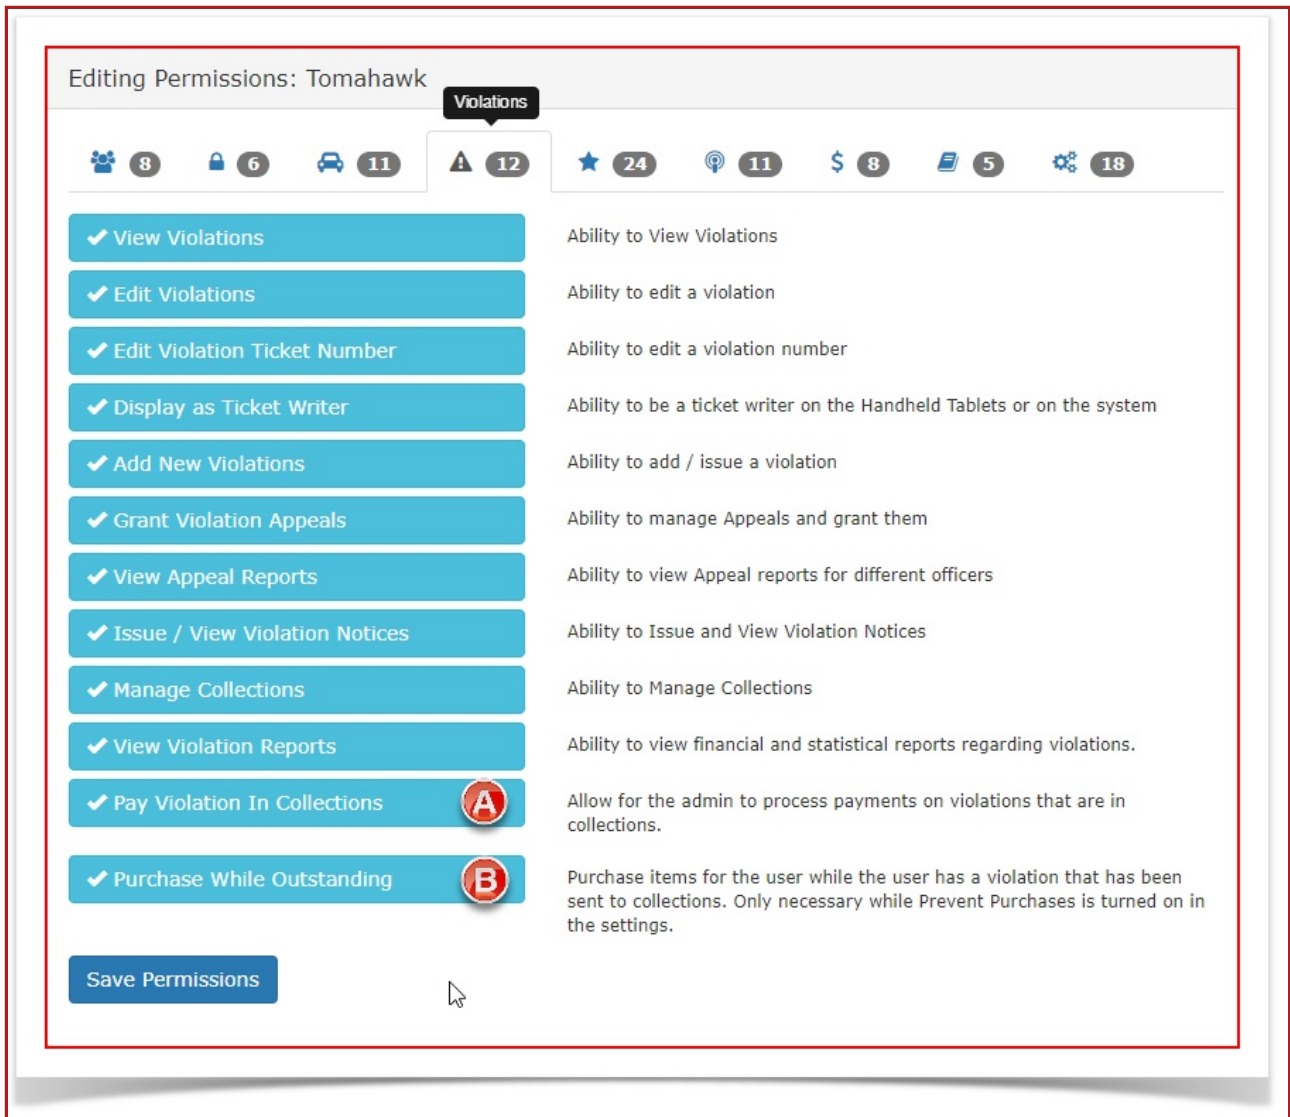 Editing Permissions: Tomahawk
Violations
8 6 11 12 24 11 $ 8 5 18
View Violations
Ability to View Violations
Edit Violations
Ability to edit a violation
Edit Violation Ticket Number
Ability to edit a violation number
Display as Ticket Writer
Ability to be a ticket writer on the Handheld Tablets or on the system
Add New Violations
Ability to add / issue a violation
Grant Violation Appeals
Ability to manage Appeals and grant them
View Appeal Reports
Ability to view Appeal reports for different officers
Issue / View Violation Notices
Ability to Issue and View Violation Notices
Manage Collections
Ability to Manage Collections
View Violation Reports
Ability to view financial and statistical reports regarding violations.
Pay Violation In Collections
A
Allow for the admin to process payments on violations that are in
collections.
Purchase While Outstanding
B
Purchase items for the user while the user has a violation that has been
sent to collections. Only necessary while Prevent Purchases is turned on in
the settings.
Save Permissions